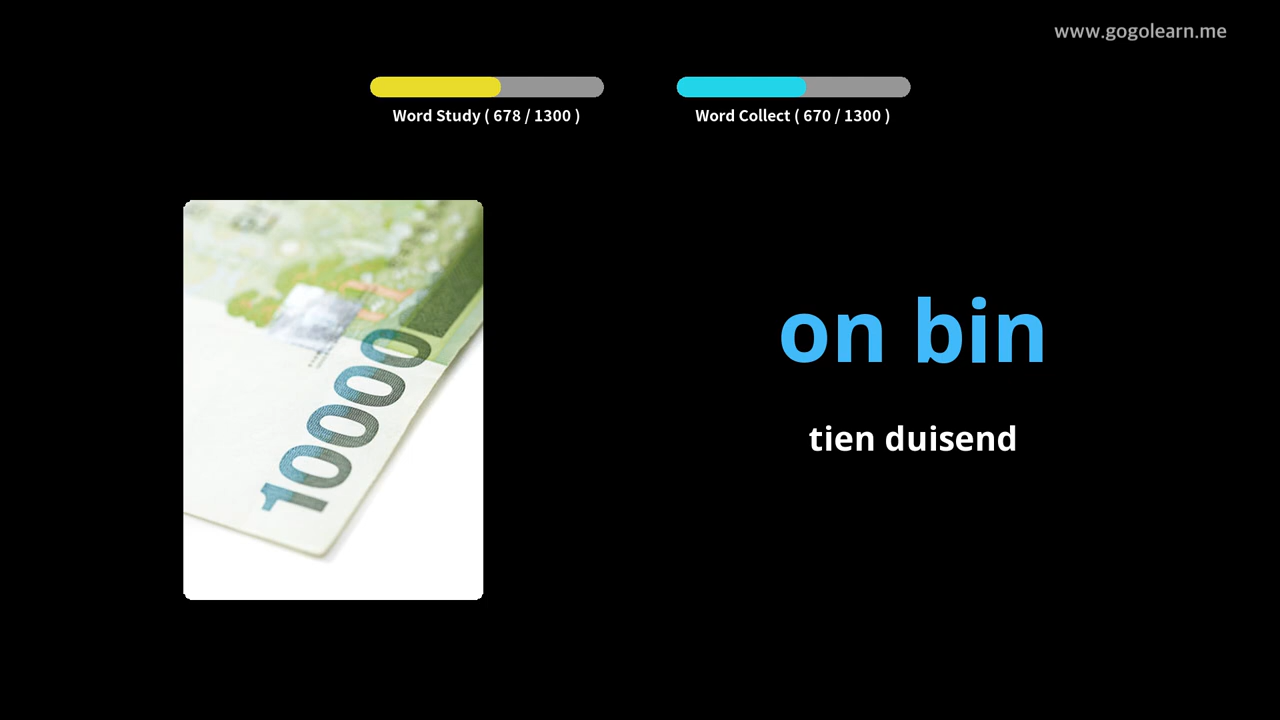 www.gogolearn.me
Word Study ( 678 / 1300 )
Word Collect ( 670 / 1300 )
10000
on bin
tien duisend